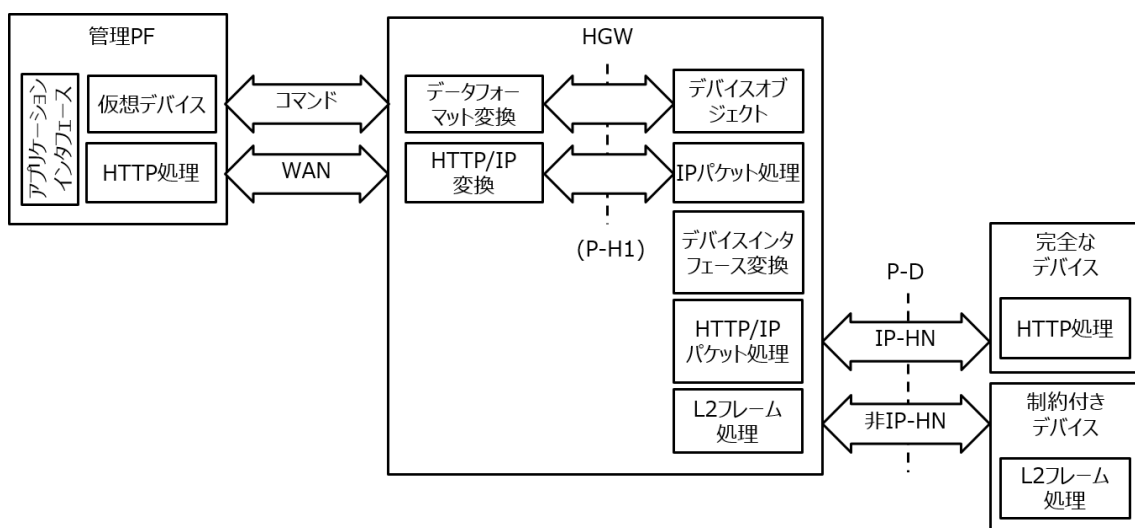 管理PF
アプリケーション
インタフェース
仮想デバイス
HTTP処理
コマンド
WAN
HGW
データフォー
マット変換
HTTP/IP
変換
(P-H1)
デバイスオブ
ジェクト
IPパケット処理
デバイスインタ
フェース変換
HTTP/IP
パケット処理
L2フレーム
処理
P-D
IP-HN
非IP-HN
完全な
デバイス
HTTP処理
制約付き
デバイス
L2フレーム
処理